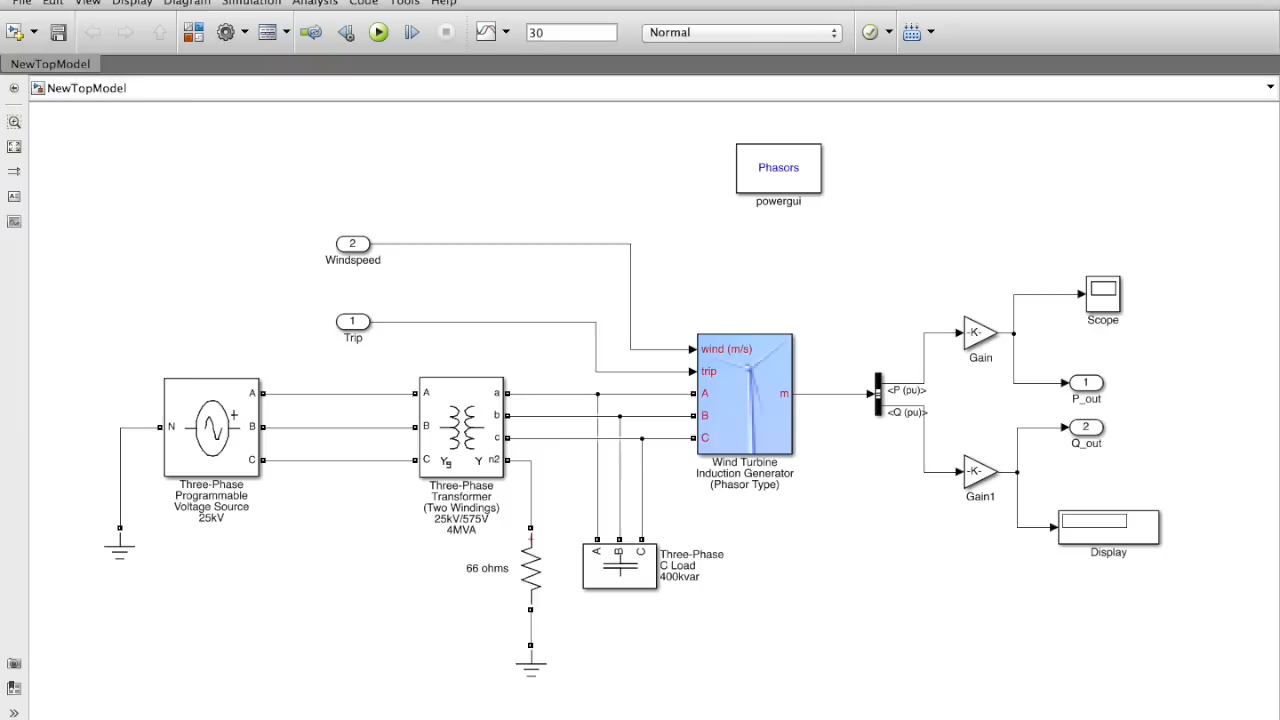 File Edit View Display Diagram Simulation Analysis Code Tools Help
30
Normal
NewTopModel
NewTopModel
Phasors
powergui
2
Windspeed
1
Trip
wind (m/s)
trip
A
B
C
m
Wind Turbine
Induction Generator
(Phasor Type)
N
A
B
C
Three-Phase
Programmable
Voltage Source
25kV
A
B
C
a
b
c
n2
Yg
Y
Three-Phase
Transformer
(Two Windings)
25kV/575V
4MVA
66 ohms
+
A
B
C
Three-Phase
C Load
400kvar
<P (pu)>
<Q (pu)>
-K-
Gain
Scope
1
P_out
2
Q_out
-K-
Gain1
Display